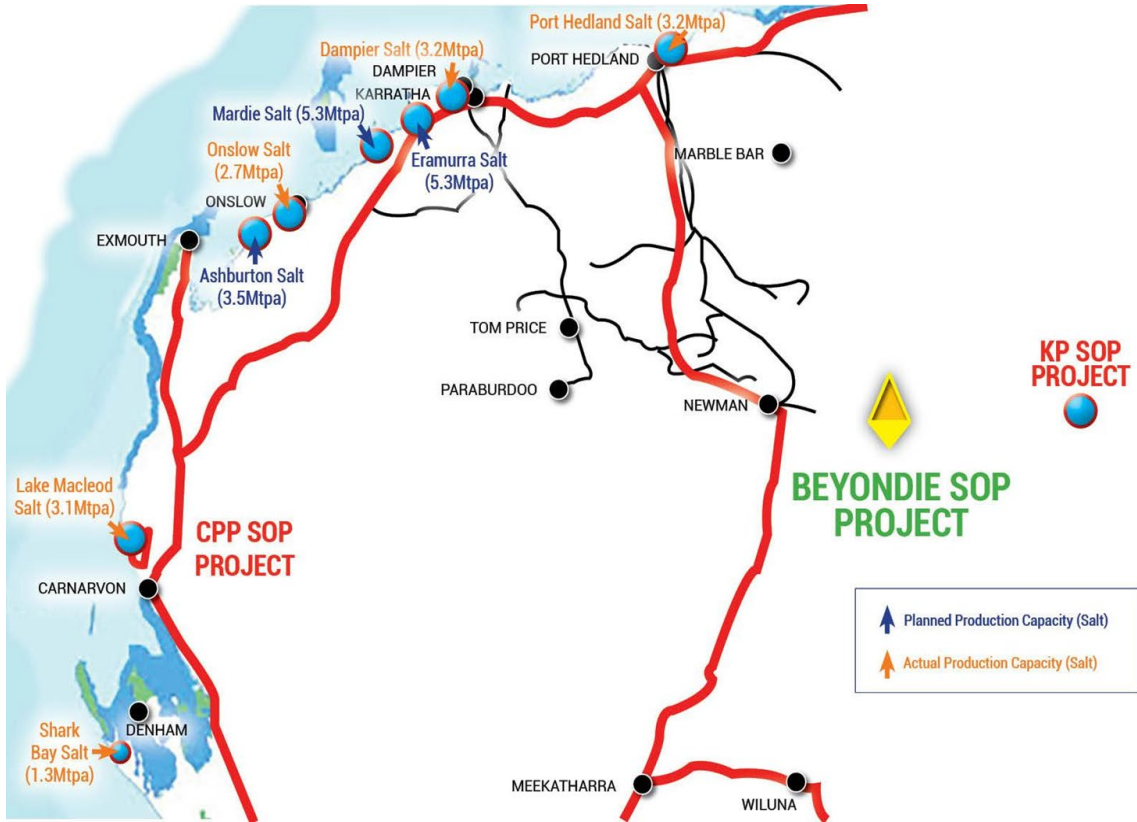 Port Hedland Salt (3.2Mtpa)
Dampier Salt (3.2Mtpa)
PORT HEDLAND
DAMPIER
KARRATHA
Mardie Salt (5.3Mtpa)
Eramurra Salt
(5.3Mtpa)
MARBLE BAR
Onslow Salt
(2.7Mtpa)
ONSLOW
EXMOUTH
Ashburton Salt
(3.5Mtpa)
TOM PRICE
PARABURDOO
NEWMAN
KP SOP
PROJECT
BEYONDIE SOP
PROJECT
Lake Macleod
Salt (3.1Mtpa)
CPP SOP
PROJECT
CARNARVON
Planned Production Capacity (Salt)
Actual Production Capacity (Salt)
DENHAM
Shark
Bay Salt
(1.3Mtpa)
MEEKATHARRA
WILUNA